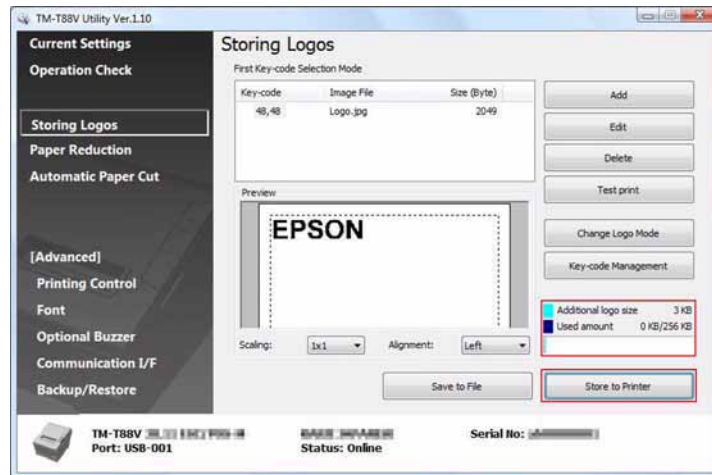 TM-T88V Utility Ver.1.10
Current Settings
Operation Check
Storing Logos
Paper Reduction
Automatic Paper Cut
[Advanced]
Printing Control
Font
Optional Buzzer
Communication I/F
Backup/Restore
Storing Logos
First Key-code Selection Mode
Key-code Image File Size (Byte)
48,48 Logo.jpg 2049
Preview
EPSON
Scaling: 1x1 Alignment: Left
Add
Edit
Delete
Test print
Change Logo Mode
Key-code Management
Additional logo size 3 KB
Used amount 0 KB/256 KB
Save to File
Store to Printer
TM-T88V
Port: USB-001
Status: Online
Serial No: